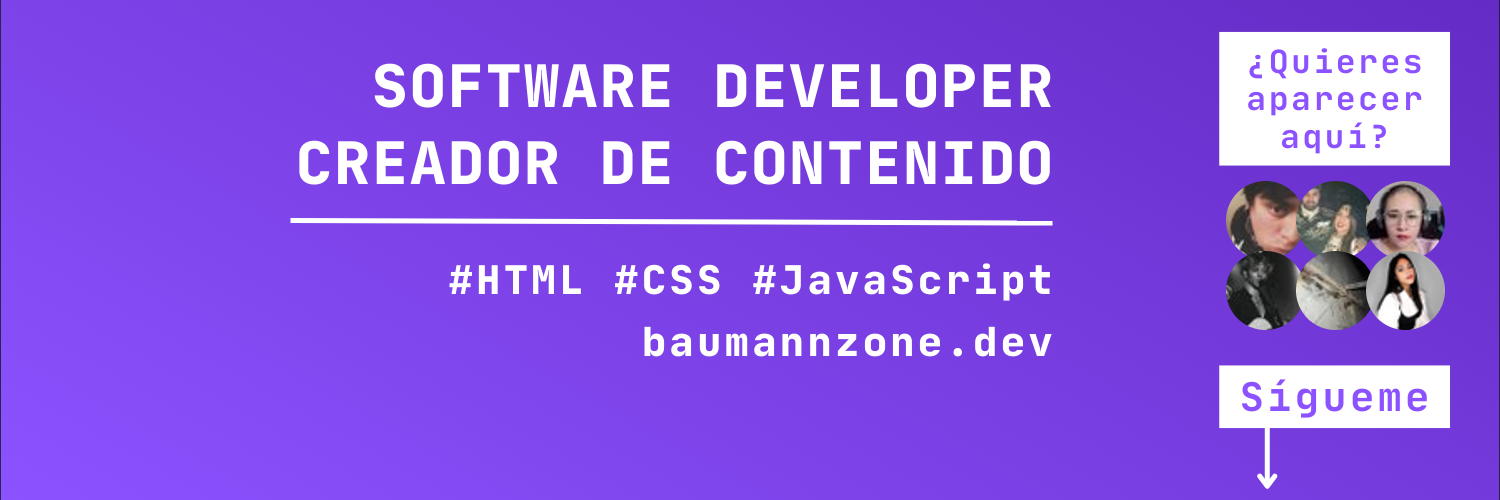 SOFTWARE DEVELOPER
CREADOR DE CONTENIDO
#HTML #CSS #JavaScript
baumannzone.dev
¿Quieres
aparecer
aquí?
Sígueme